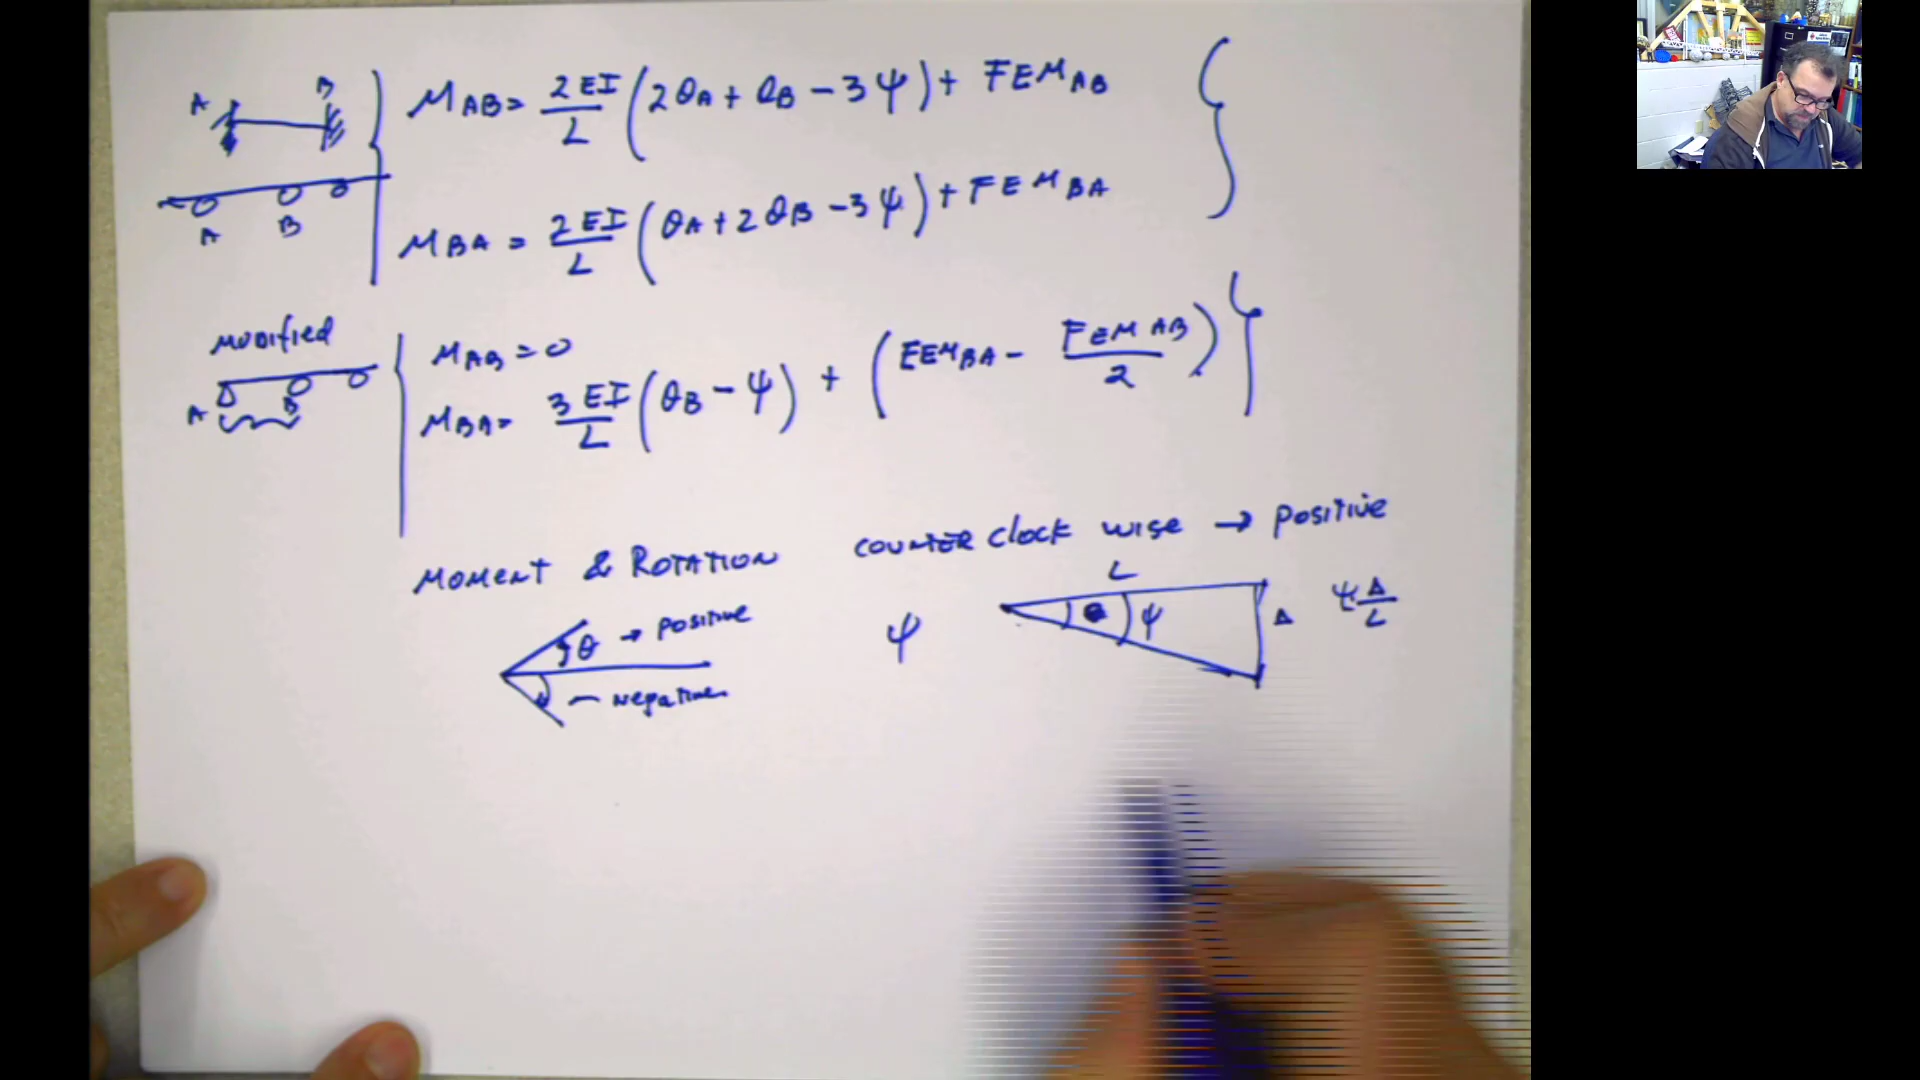 A B
M_AB = 2EI/L (2θA + θB - 3ψ) + FEM_AB
A B
M_BA = 2EI/L (θA + 2θB - 3ψ) + FEM_BA
Modified
M_AB = 0
A B
M_BA = 3EI/L (θB - ψ) + (FEM_BA - FEM_AB/2)
MOMENT & ROTATION COUNTER Clock wise → positive
θ → positive
negative
ψ
L
ψ Δ
ψ = Δ/L